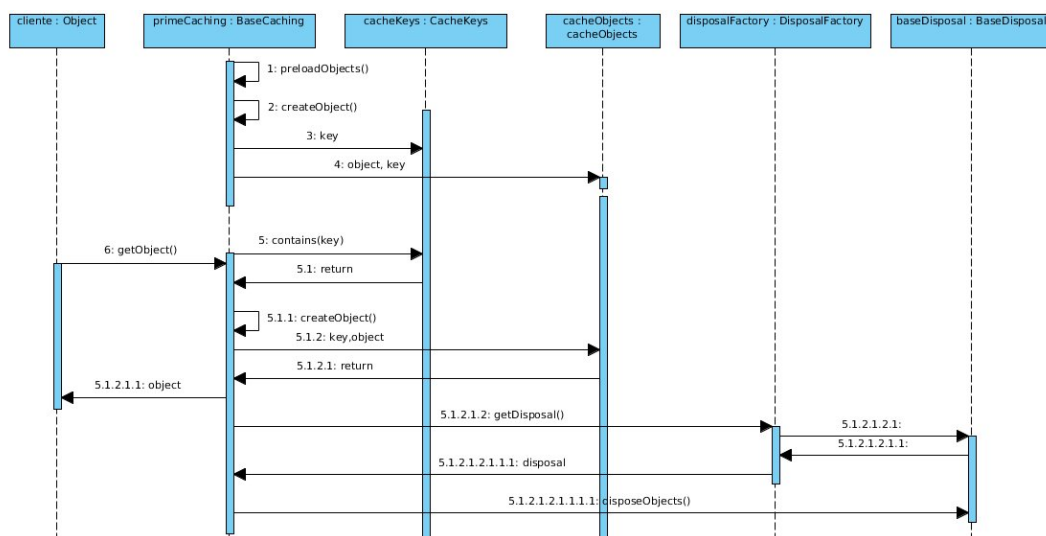 cliente : Object
primeCaching : BaseCaching
cacheKeys : CacheKeys
cacheObjects :
cacheObjects
disposalFactory : DisposalFactory
baseDisposal : BaseDisposal
1: preloadObjects()
2: createObject()
3: key
4: object, key
5: contains(key)
6: getObject()
5.1: return
5.1.1: createObject()
5.1.2: key,object
5.1.2.1: return
5.1.2.1.1: object
5.1.2.1.2: getDisposal()
5.1.2.1.2.1:
5.1.2.1.2.1.1:
5.1.2.1.2.1.1.1: disposal
5.1.2.1.2.1.1.1.1: disposeObjects()